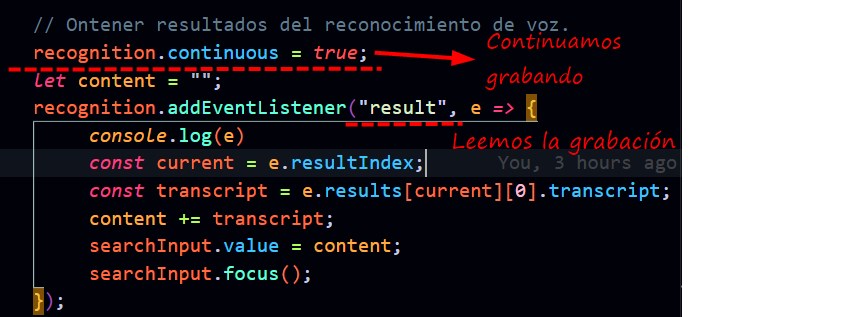 // Ontener resultados del reconocimiento de voz.
recognition.continuous = true;
Continuamos
grabando
let content = "";
recognition.addEventListener("result", e => {
console.log(e)
Leemos la grabación
const current = e.resultIndex; You, 3 hours ago
const transcript = e.results[current][0].transcript;
content += transcript;
searchInput.value = content;
searchInput.focus();
});